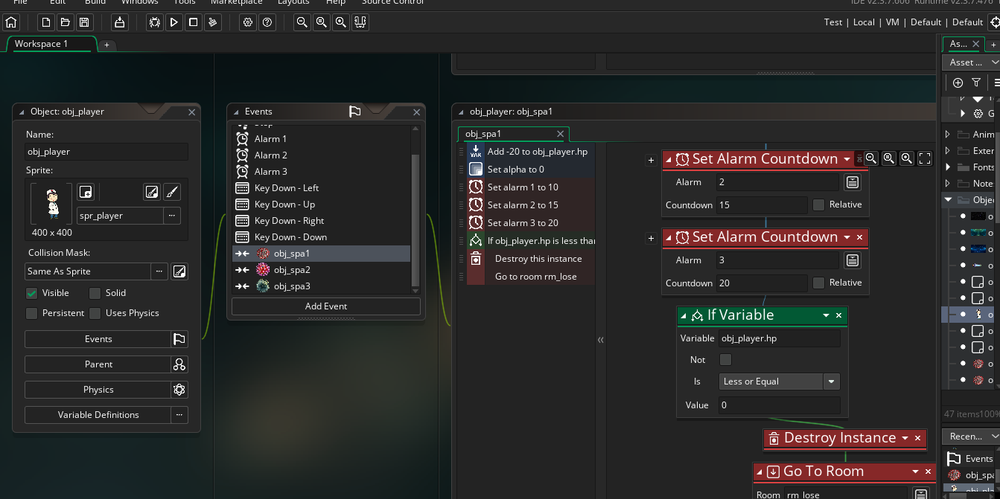 File Edit Build Windows Tools Marketplace Layouts Help Source Control
IDE v2.3.7.606 Runtime v2.3.7.476
Test | Local | VM | Default | Default
Workspace 1
+
As...
Asset ...
Object: obj_player
Name:
obj_player
Sprite:
spr_player
...
400 x 400
Collision Mask:
Same As Sprite
...
Visible
Solid
Persistent
Uses Physics
Events
Parent
Physics
Variable Definitions
...
Events
Alarm 1
Alarm 2
Alarm 3
Key Down - Left
Key Down - Up
Key Down - Right
Key Down - Down
obj_spa1
obj_spa2
obj_spa3
Add Event
obj_player: obj_spa1
obj_spa1
VAR
Add -20 to obj_player.hp
Set alpha to 0
Set alarm 1 to 10
Set alarm 2 to 15
Set alarm 3 to 20
If obj_player.hp is less than
Destroy this instance
Go to room rm_lose
«
+
Set Alarm Countdown
Alarm
2
Countdown
15
Relative
+
Set Alarm Countdown
Alarm
3
Countdown
20
Relative
If Variable
Variable
obj_player.hp
Not
Is
Less or Equal
Value
0
Destroy Instance
Go To Room
Room
rm_lose
Anim
Exter
Fonts
Note
Objec
47 items
100%
Recen...
Events
obj_spa
obj_pl